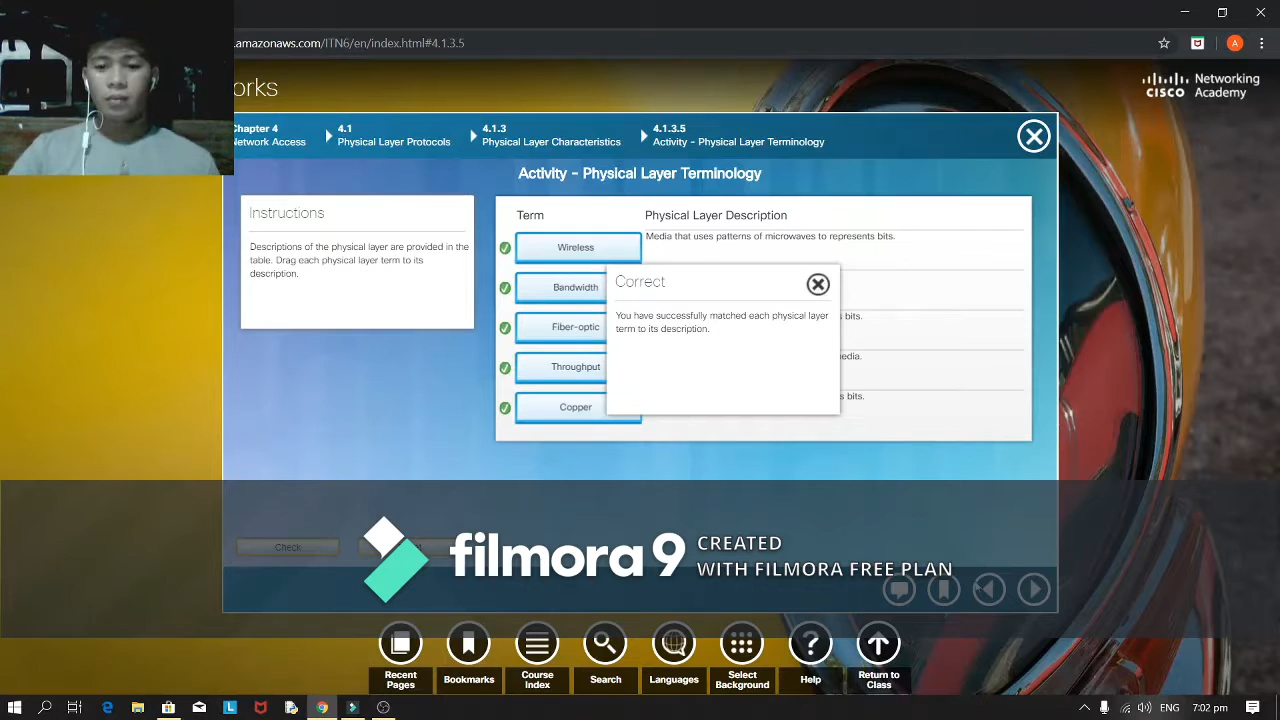 .amazonaws.com/ITN6/en/index.html#4.1.3.5
A
orks
CISCO Networking Academy
Chapter 4
Network Access
4.1
Physical Layer Protocols
4.1.3
Physical Layer Characteristics
4.1.3.5
Activity - Physical Layer Terminology
Activity - Physical Layer Terminology
Instructions
Descriptions of the physical layer are provided in the
table. Drag each physical layer term to its
description.
Term
Physical Layer Description
Wireless
Media that uses patterns of microwaves to represents bits.
Bandwidth
Fiber-optic
s bits.
Throughput
nedia.
Copper
s bits.
Correct
You have successfully matched each physical layer
term to its description.
Check
filmora 9
CREATED
WITH FILMORA FREE PLAN
Recent
Pages
Bookmarks
Course
Index
Search
Languages
Select
Background
Help
Return to
Class
ENG
7:02 pm